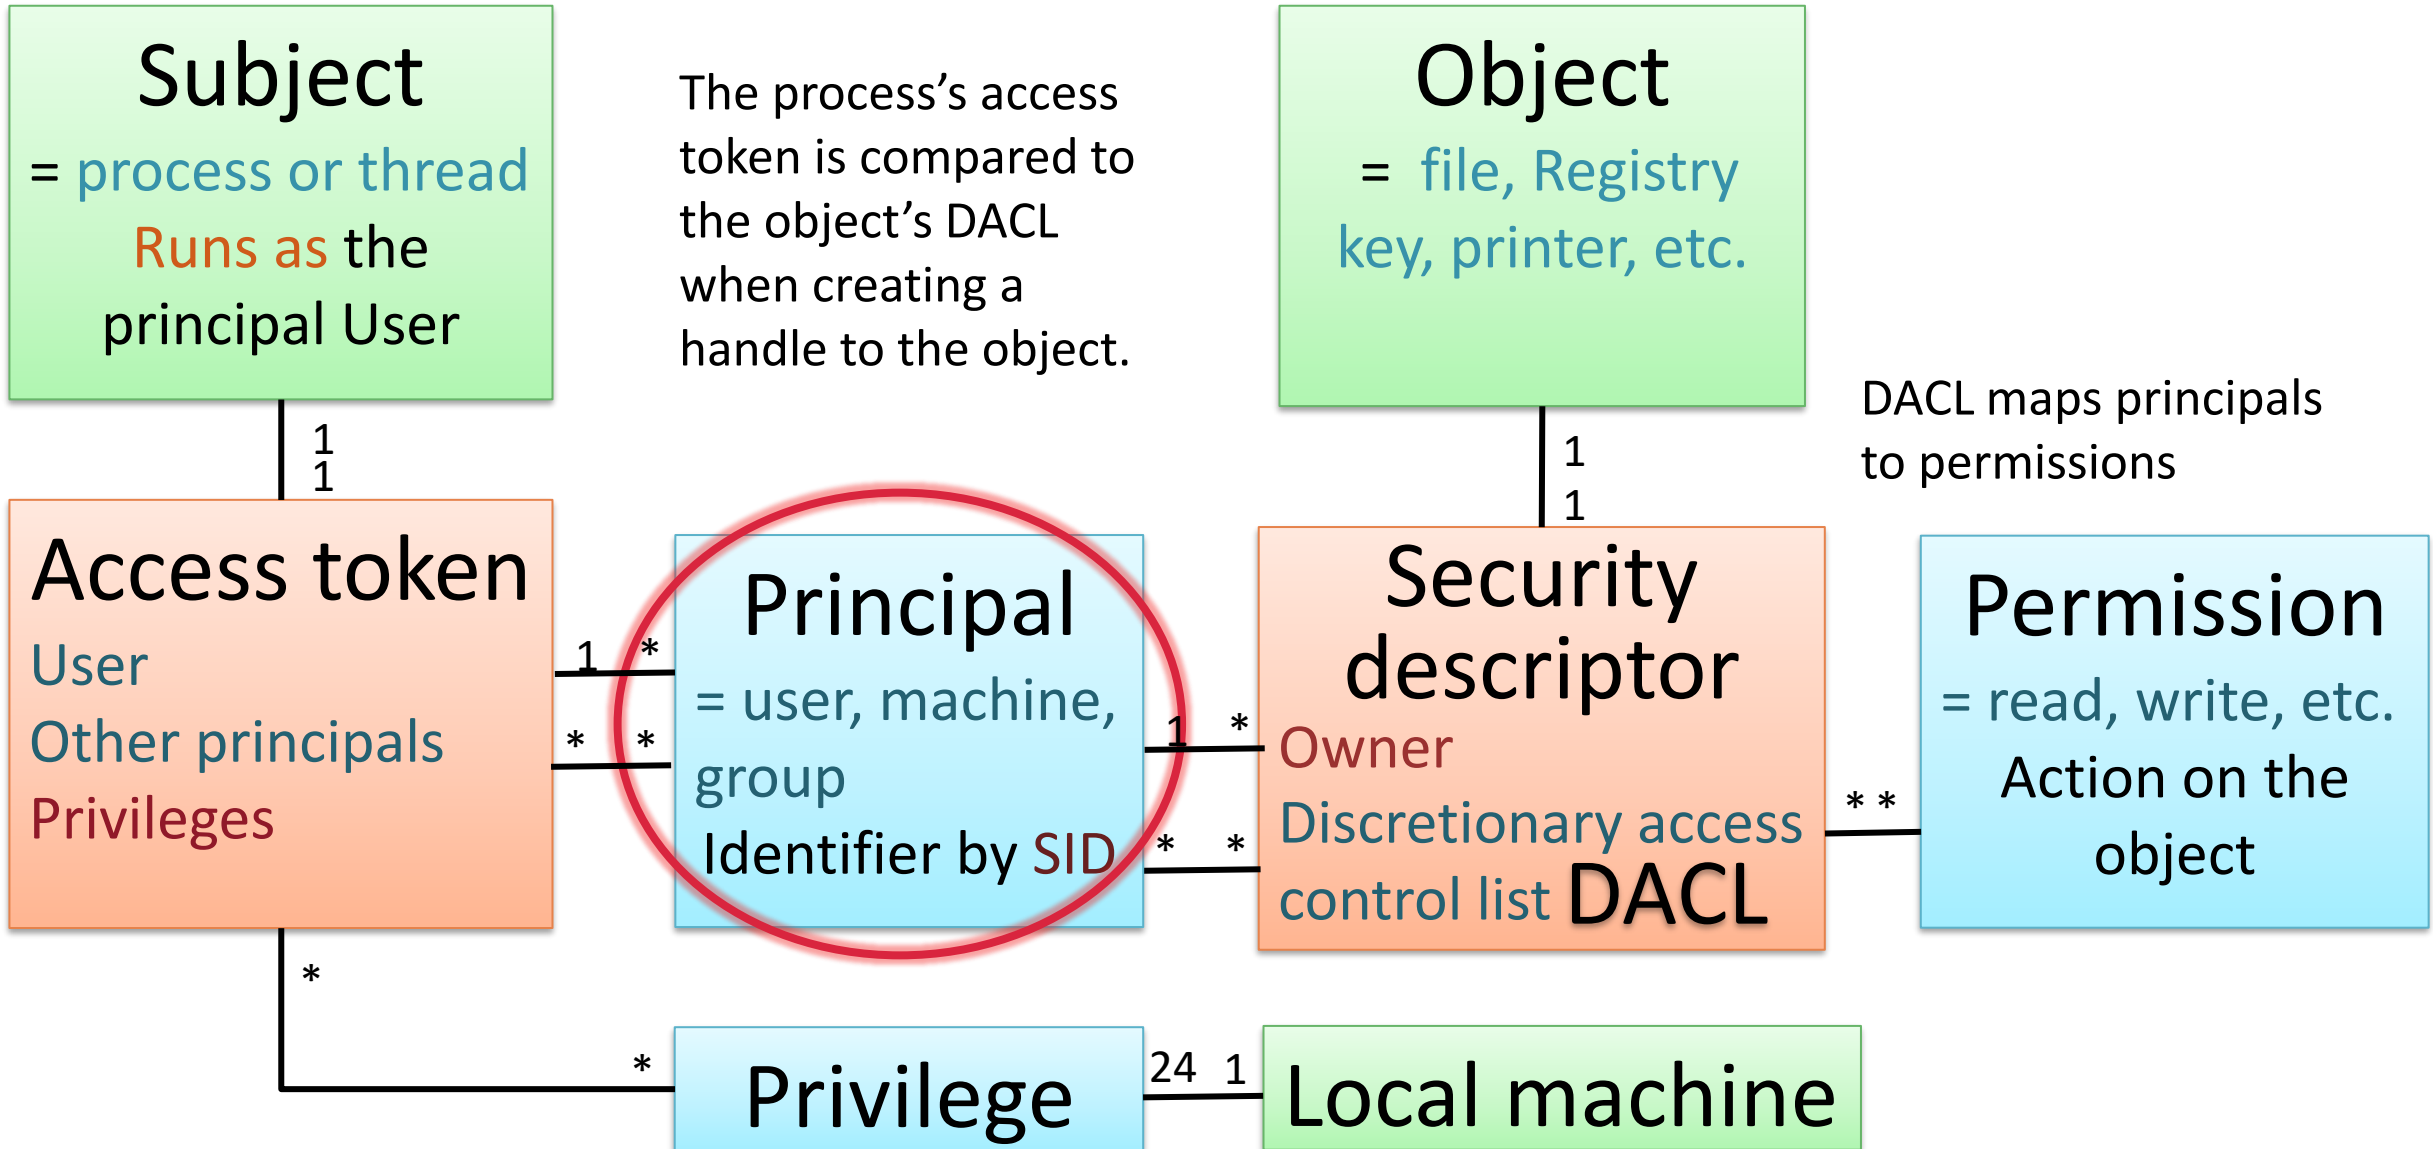 Subject
= process or thread
Runs as the
principal User
The process’s access
token is compared to
the object’s DACL
when creating a
handle to the object.
Object
= file, Registry
key, printer, etc.
DACL maps principals
to permissions
1
1
1
1
Access token
User
Other principals
Privileges
1 *
* *
Principal
= user, machine,
group
Identifier by SID
1 *
* *
Security
descriptor
Owner
Discretionary access
control list DACL
* *
Permission
= read, write, etc.
Action on the
object
*
*
Privilege
24 1
Local machine